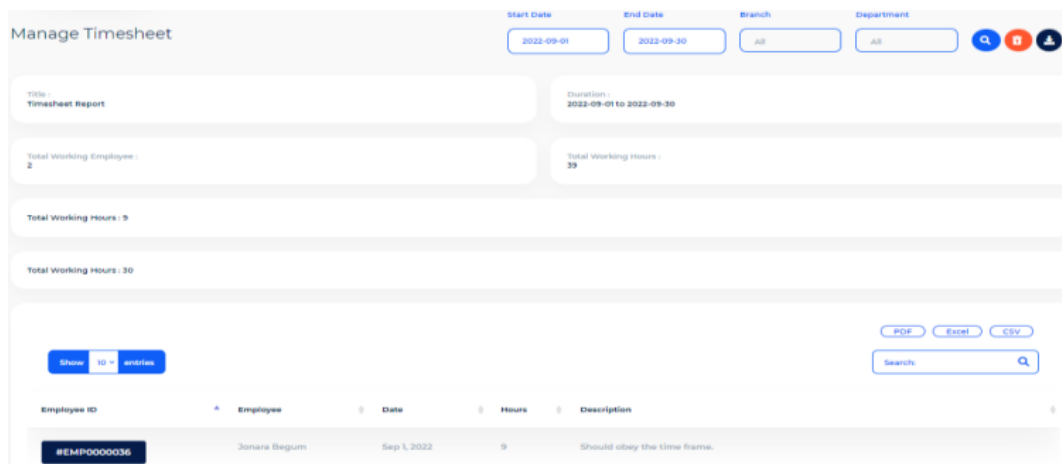 Manage Timesheet
Start Date End Date Branch Department
2022-09-01 2022-09-30 All All
Title :
Timesheet Report
Duration :
2022-09-01 to 2022-09-30
Total Working Employee :
2
Total Working Hours :
39
Total Working Hours : 9
Total Working Hours : 30
PDF Excel CSV
Show 10 entries
Search:
Employee ID Employee Date Hours Description
#EMP0000036 Jonara Begum Sep 1, 2022 9 Should obey the time frame.